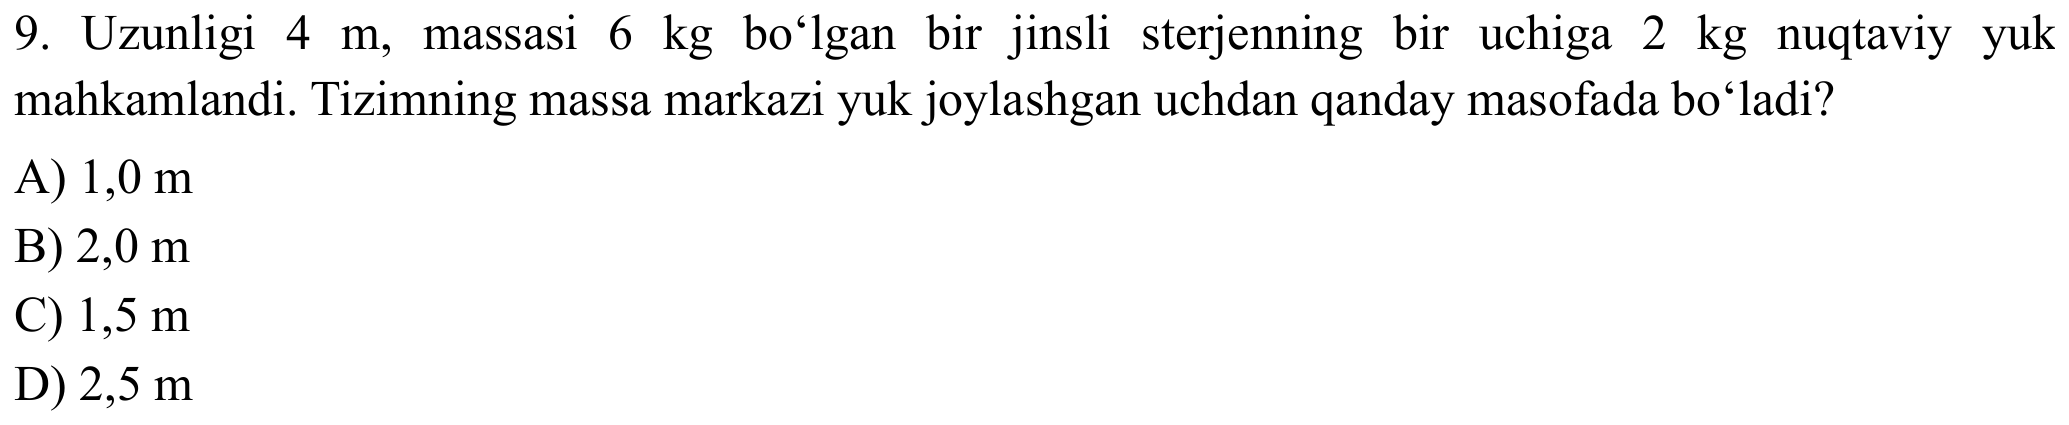 9. Uzunligi 4 m, massasi 6 kg bo‘lgan bir jinsli sterjenning bir uchiga 2 kg nuqtaviy yuk
mahkamlandi. Tizimning massa markazi yuk joylashgan uchdan qanday masofada bo‘ladi?
A) 1,0 m
B) 2,0 m
C) 1,5 m
D) 2,5 m